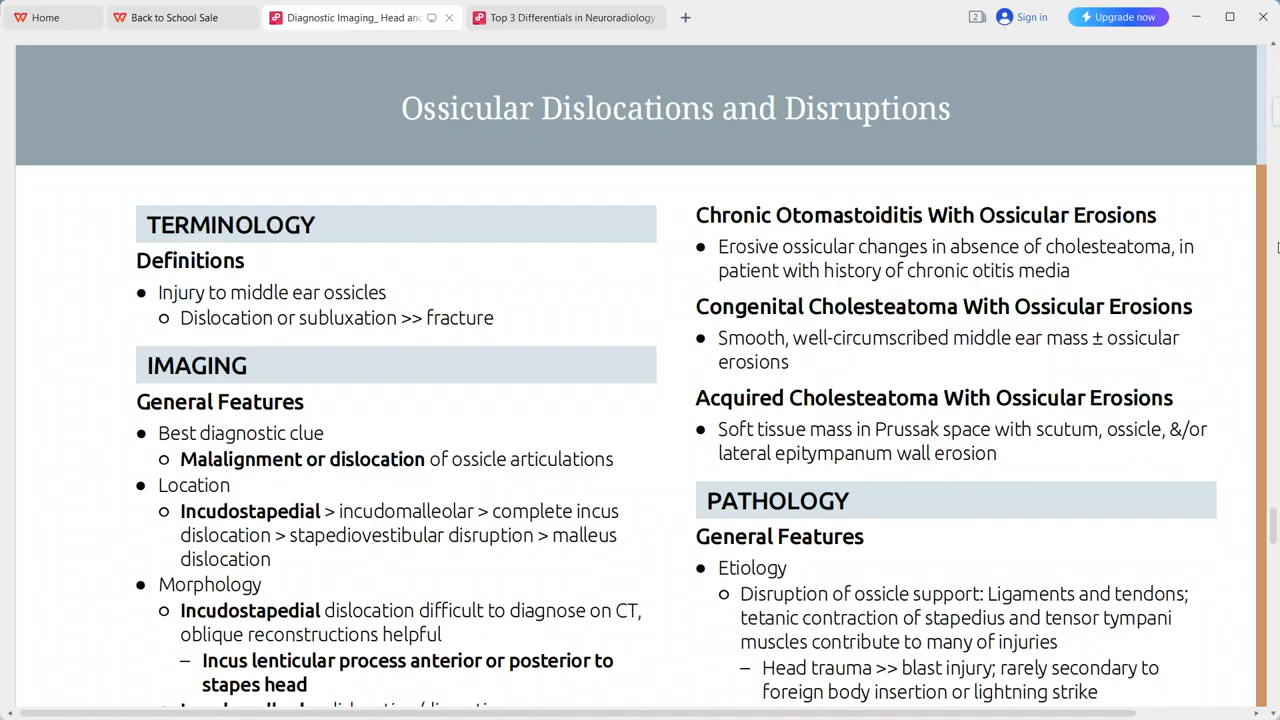 Home
Back to School Sale
Diagnostic Imaging_ Head and
Top 3 Differentials in Neuroradiology
2
Sign in
Upgrade now
Ossicular Dislocations and Disruptions
TERMINOLOGY
Definitions
● Injury to middle ear ossicles
○ Dislocation or subluxation >> fracture
IMAGING
General Features
● Best diagnostic clue
○ Malalignment or dislocation of ossicle articulations
● Location
○ Incudostapedial > incudomalleolar > complete incus
dislocation > stapediovestibular disruption > malleus
dislocation
● Morphology
○ Incudostapedial dislocation difficult to diagnose on CT,
oblique reconstructions helpful
– Incus lenticular process anterior or posterior to
stapes head
Chronic Otomastoiditis With Ossicular Erosions
● Erosive ossicular changes in absence of cholesteatoma, in
patient with history of chronic otitis media
Congenital Cholesteatoma With Ossicular Erosions
● Smooth, well-circumscribed middle ear mass ± ossicular
erosions
Acquired Cholesteatoma With Ossicular Erosions
● Soft tissue mass in Prussak space with scutum, ossicle, &/or
lateral epitympanum wall erosion
PATHOLOGY
General Features
● Etiology
○ Disruption of ossicle support: Ligaments and tendons;
tetanic contraction of stapedius and tensor tympani
muscles contribute to many of injuries
– Head trauma >> blast injury; rarely secondary to
foreign body insertion or lightning strike